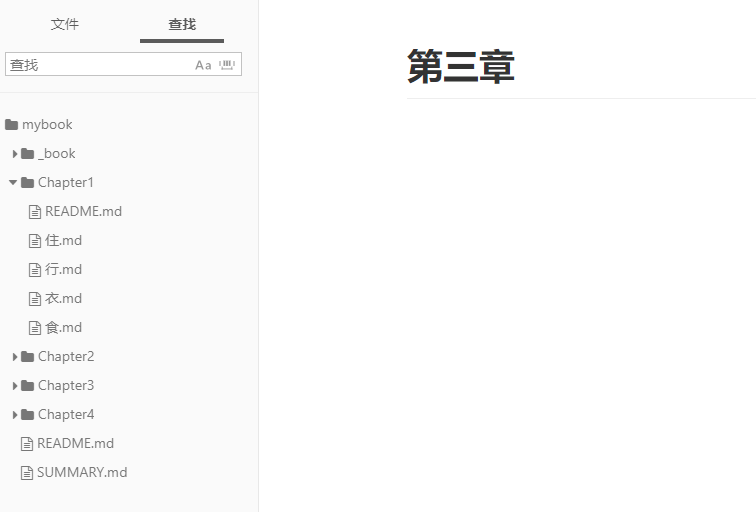 文件 查找
查找 Aa
第三章
mybook
_book
Chapter1
README.md
住.md
行.md
衣.md
食.md
Chapter2
Chapter3
Chapter4
README.md
SUMMARY.md